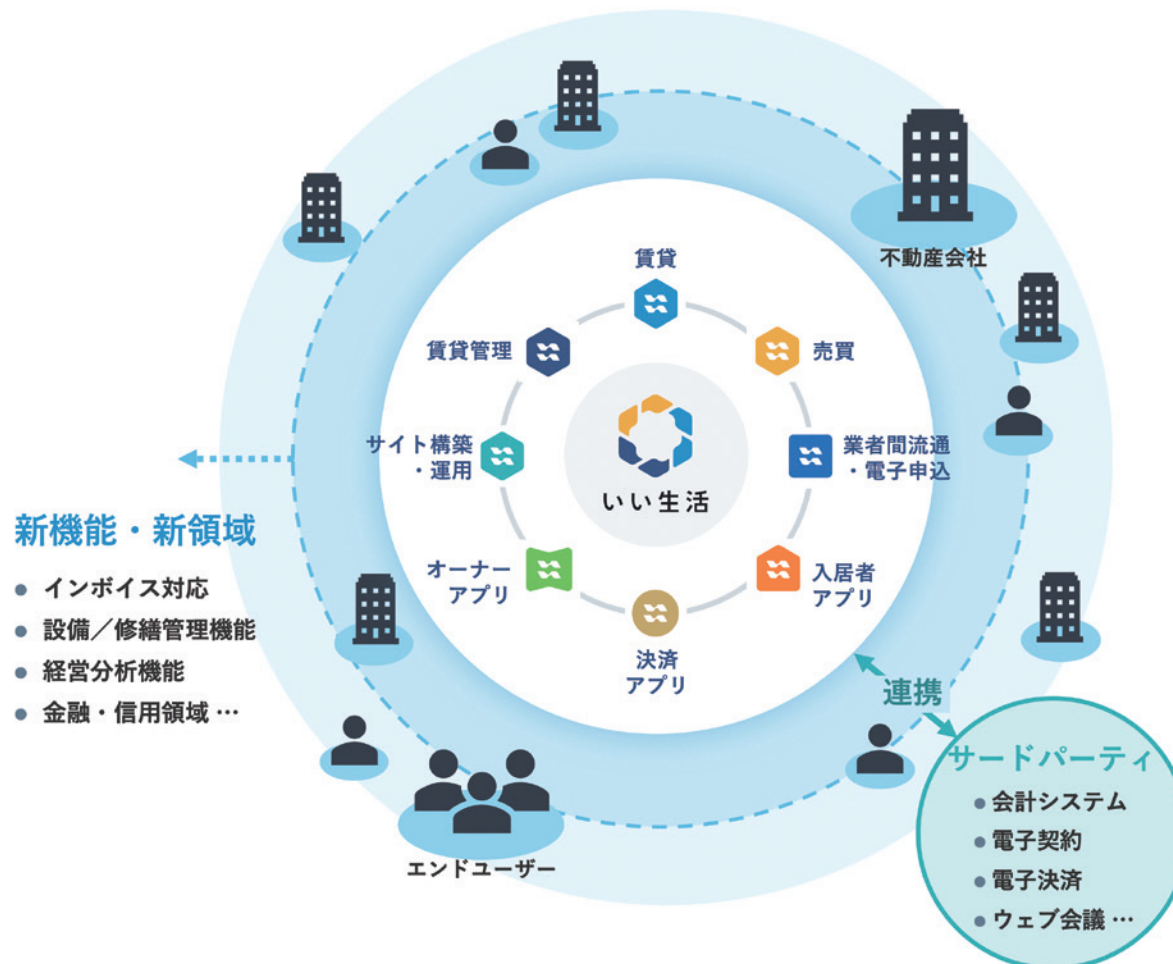 不動産会社
賃貸
賃貸管理
売買
サイト構築
・運用
業者間流通
・電子申込
いい生活
オーナー
アプリ
入居者
アプリ
決済
アプリ
新機能・新領域
● インボイス対応
● 設備／修繕管理機能
● 経営分析機能
● 金融・信用領域 …
連携
サードパーティ
● 会計システム
● 電子契約
● 電子決済
● ウェブ会議 …
エンドユーザー